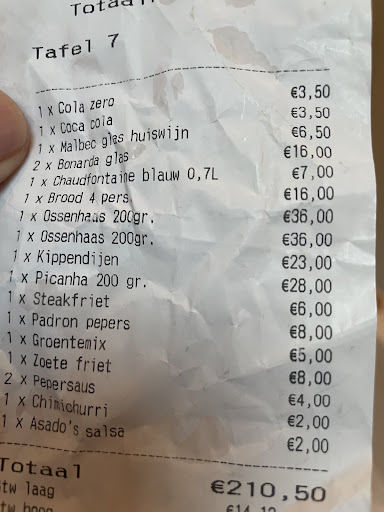 Totaal
Tafel 7
1 x Cola zero €3,50
1 x Coca cola €3,50
1 x Malbec glas huiswijn €6,50
2 x Bonarda glas €16,00
1 x Chaudfontaine blauw 0,7L €7,00
1 x Brood 4 pers. €16,00
1 x Ossenhaas 200gr. €36,00
1 x Ossenhaas 200gr. €36,00
1 x Kippendijen €23,00
1 x Picanha 200 gr. €28,00
1 x Steakfriet €6,00
1 x Padron pepers €8,00
1 x Groentemix €5,00
1 x Zoete friet €8,00
2 x Pepersaus €4,00
1 x Chimichurri €2,00
1 x Asado's salsa €2,00
Totaal €210,50
tw laag